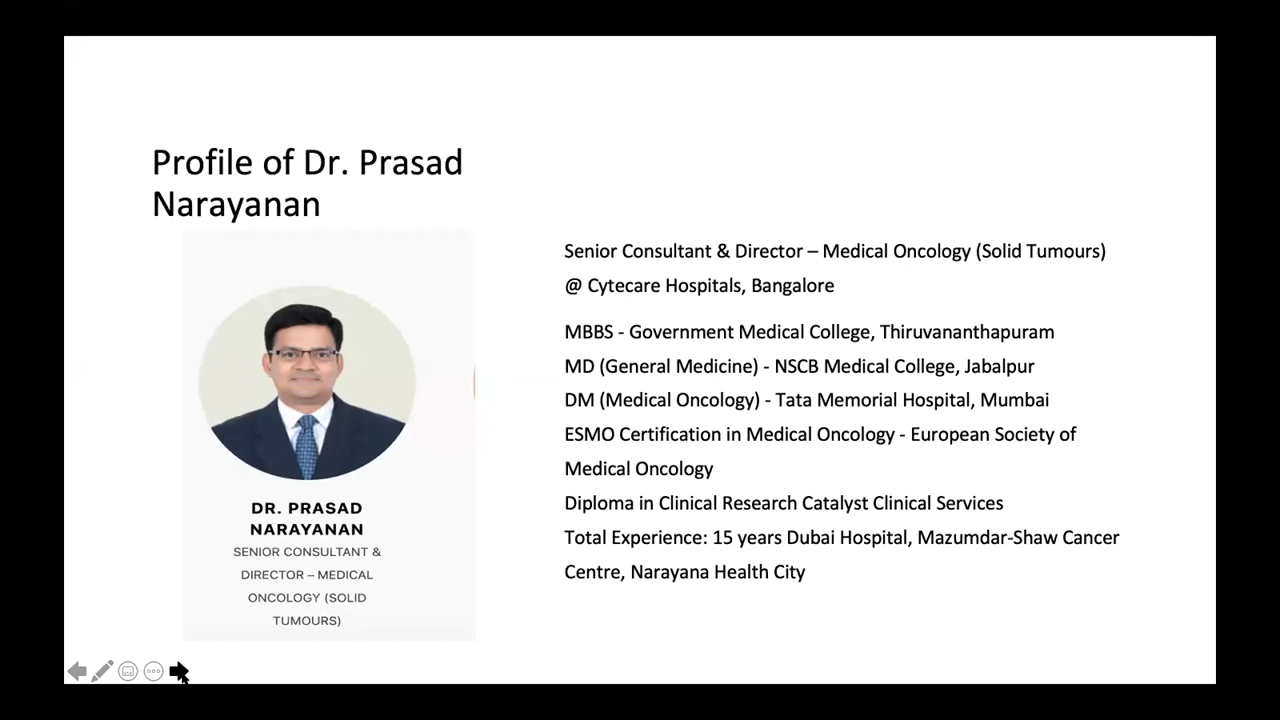 Profile of Dr. Prasad
Narayanan
DR. PRASAD
NARAYANAN
SENIOR CONSULTANT &
DIRECTOR – MEDICAL
ONCOLOGY (SOLID
TUMOURS)
Senior Consultant & Director – Medical Oncology (Solid Tumours)
@ Cytecare Hospitals, Bangalore
MBBS - Government Medical College, Thiruvananthapuram
MD (General Medicine) - NSCB Medical College, Jabalpur
DM (Medical Oncology) - Tata Memorial Hospital, Mumbai
ESMO Certification in Medical Oncology - European Society of
Medical Oncology
Diploma in Clinical Research Catalyst Clinical Services
Total Experience: 15 years Dubai Hospital, Mazumdar-Shaw Cancer
Centre, Narayana Health City